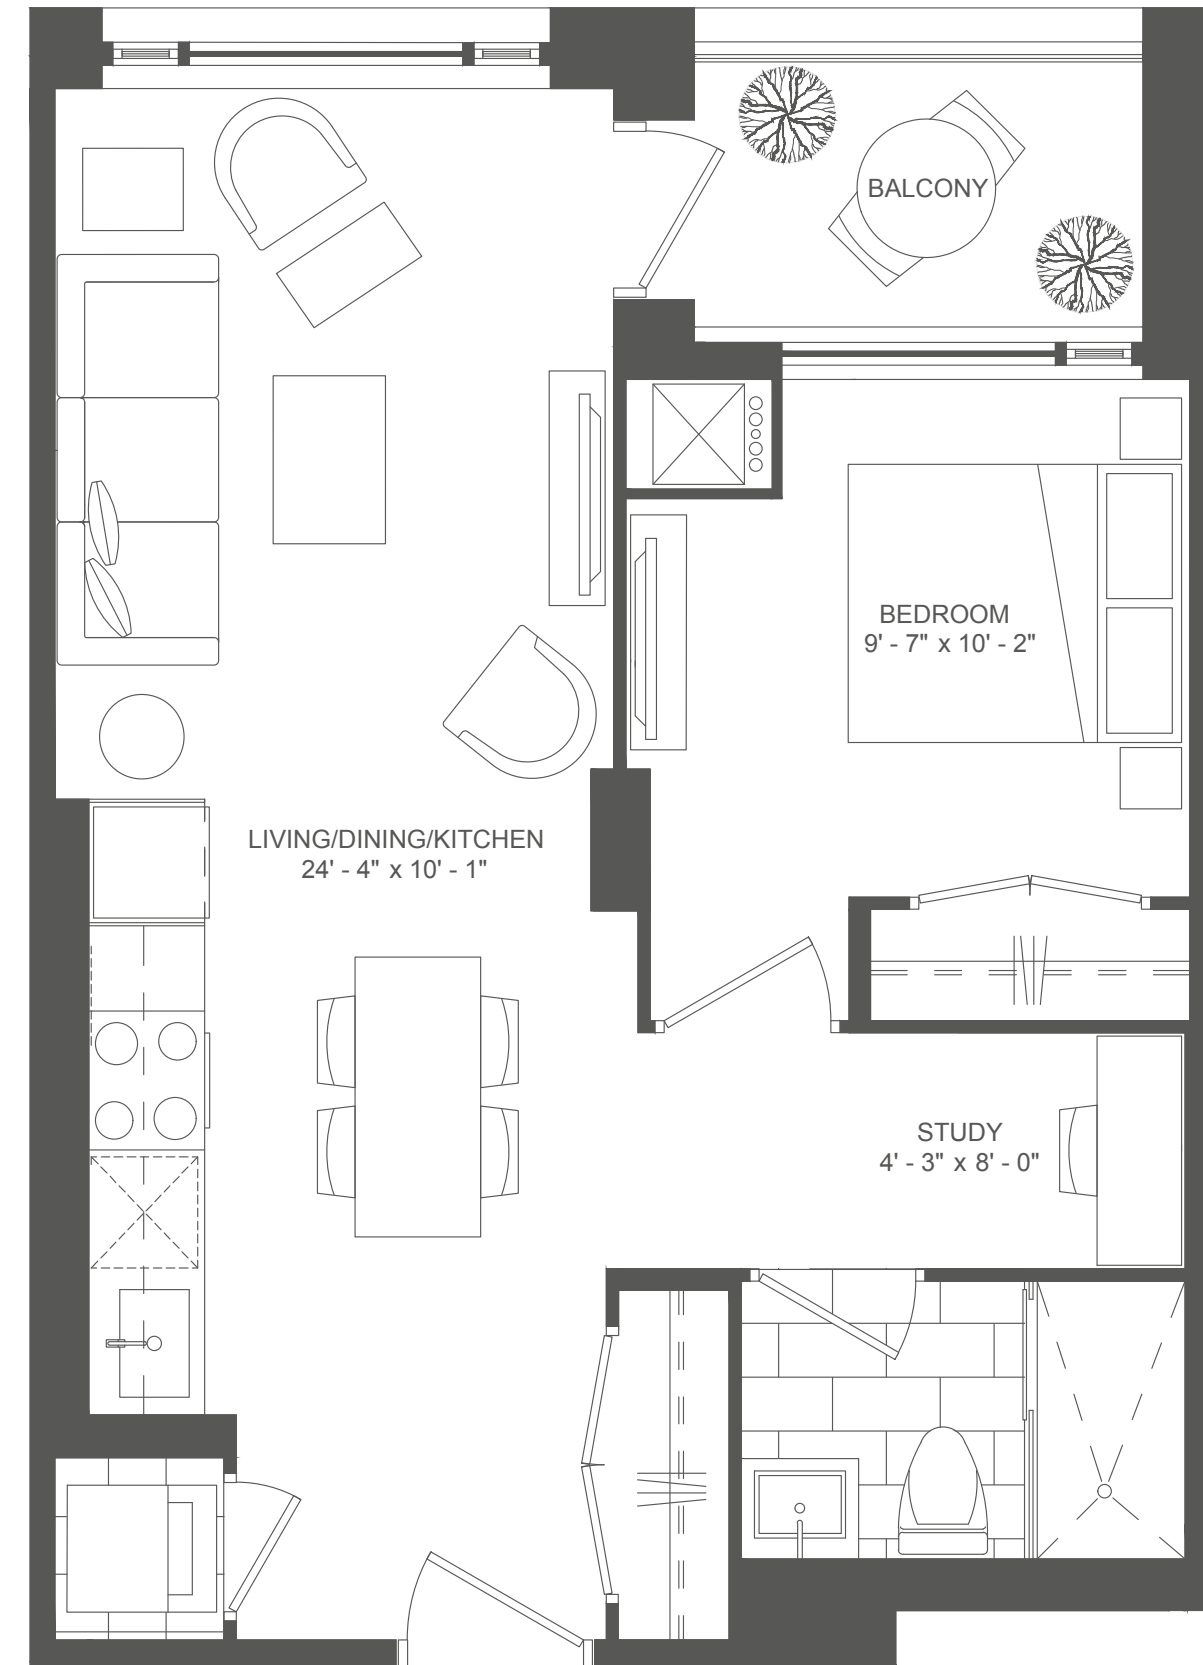 BALCONY
BEDROOM
9' - 7" x 10' - 2"
LIVING/DINING/KITCHEN
24' - 4" x 10' - 1"
STUDY
4' - 3" x 8' - 0"